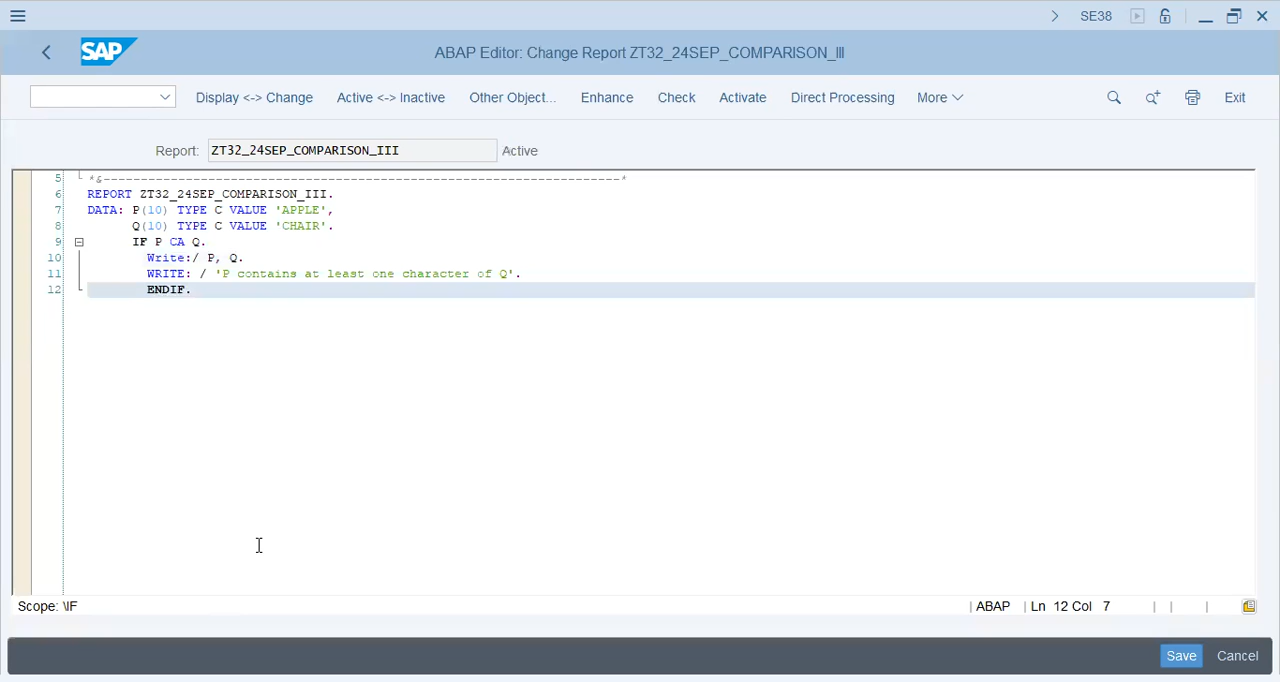 SE38
SAP
ABAP Editor: Change Report ZT32_24SEP_COMPARISON_III
Display <-> Change Active <-> Inactive Other Object... Enhance Check Activate Direct Processing More Exit
Report: ZT32_24SEP_COMPARISON_III Active
5 *&---------------------------------------------------------------------*
6 REPORT ZT32_24SEP_COMPARISON_III.
7 DATA: P(10) TYPE C VALUE 'APPLE',
8 Q(10) TYPE C VALUE 'CHAIR'.
9 IF P CA Q.
10 Write:/ P, Q.
11 WRITE: / 'P contains at least one character of Q'.
12 ENDIF.
Scope: \IF | ABAP | Ln 12 Col 7 | | |
Save Cancel